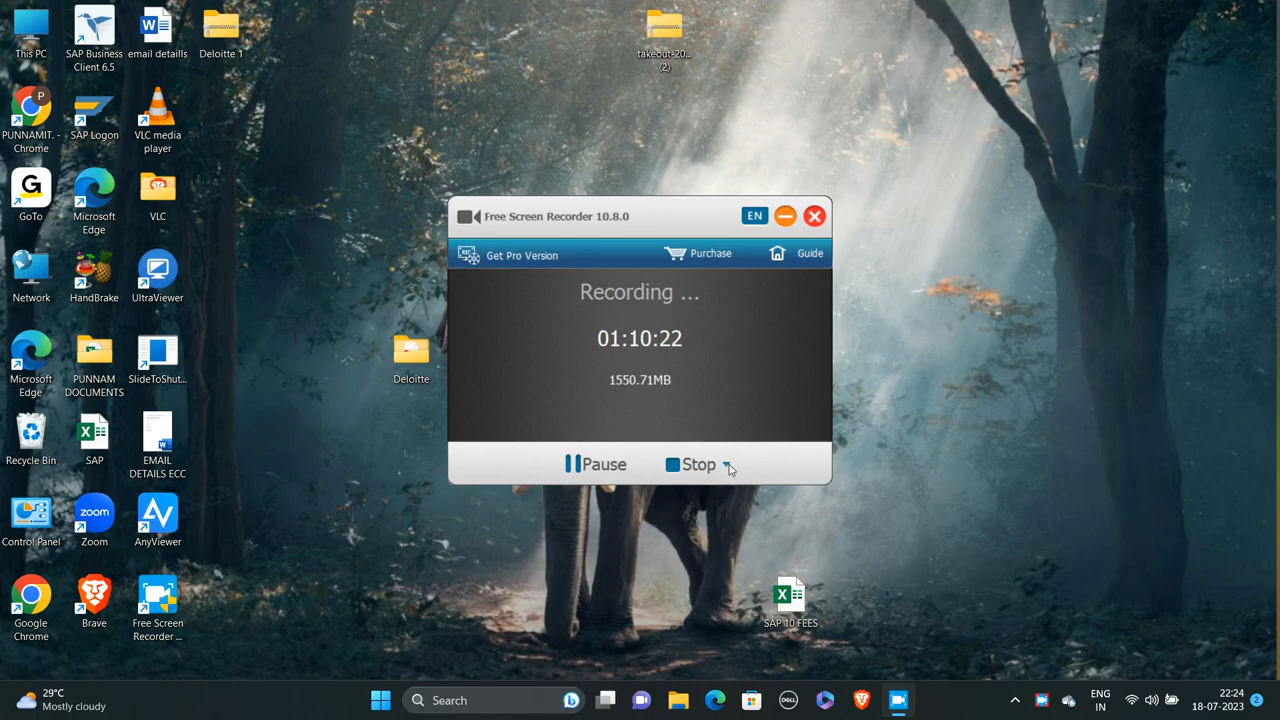 This PC
SAP Business
Client 6.5
email detaills
Deloitte 1
takeout-20...
(2)
P
PUNNAMIT. -
Chrome
SAP Logon
VLC media
player
G
GoTo
Microsoft
Edge
VLC
Network
HandBrake
UltraViewer
Microsoft
Edge
PUNNAM
DOCUMENTS
SlideToShut...
Deloitte
Recycle Bin
SAP
EMAIL
DETAILS ECC
Control Panel
zoom
Zoom
AnyViewer
Google
Chrome
Brave
Free Screen
Recorder ...
SAP 10 FEES
Free Screen Recorder 10.8.0
EN
Get Pro Version
Purchase
Guide
Recording ...
01:10:22
1550.71MB
Pause
Stop
29°C
Mostly cloudy
Search
DELL
ENG
IN
22:24
18-07-2023
2